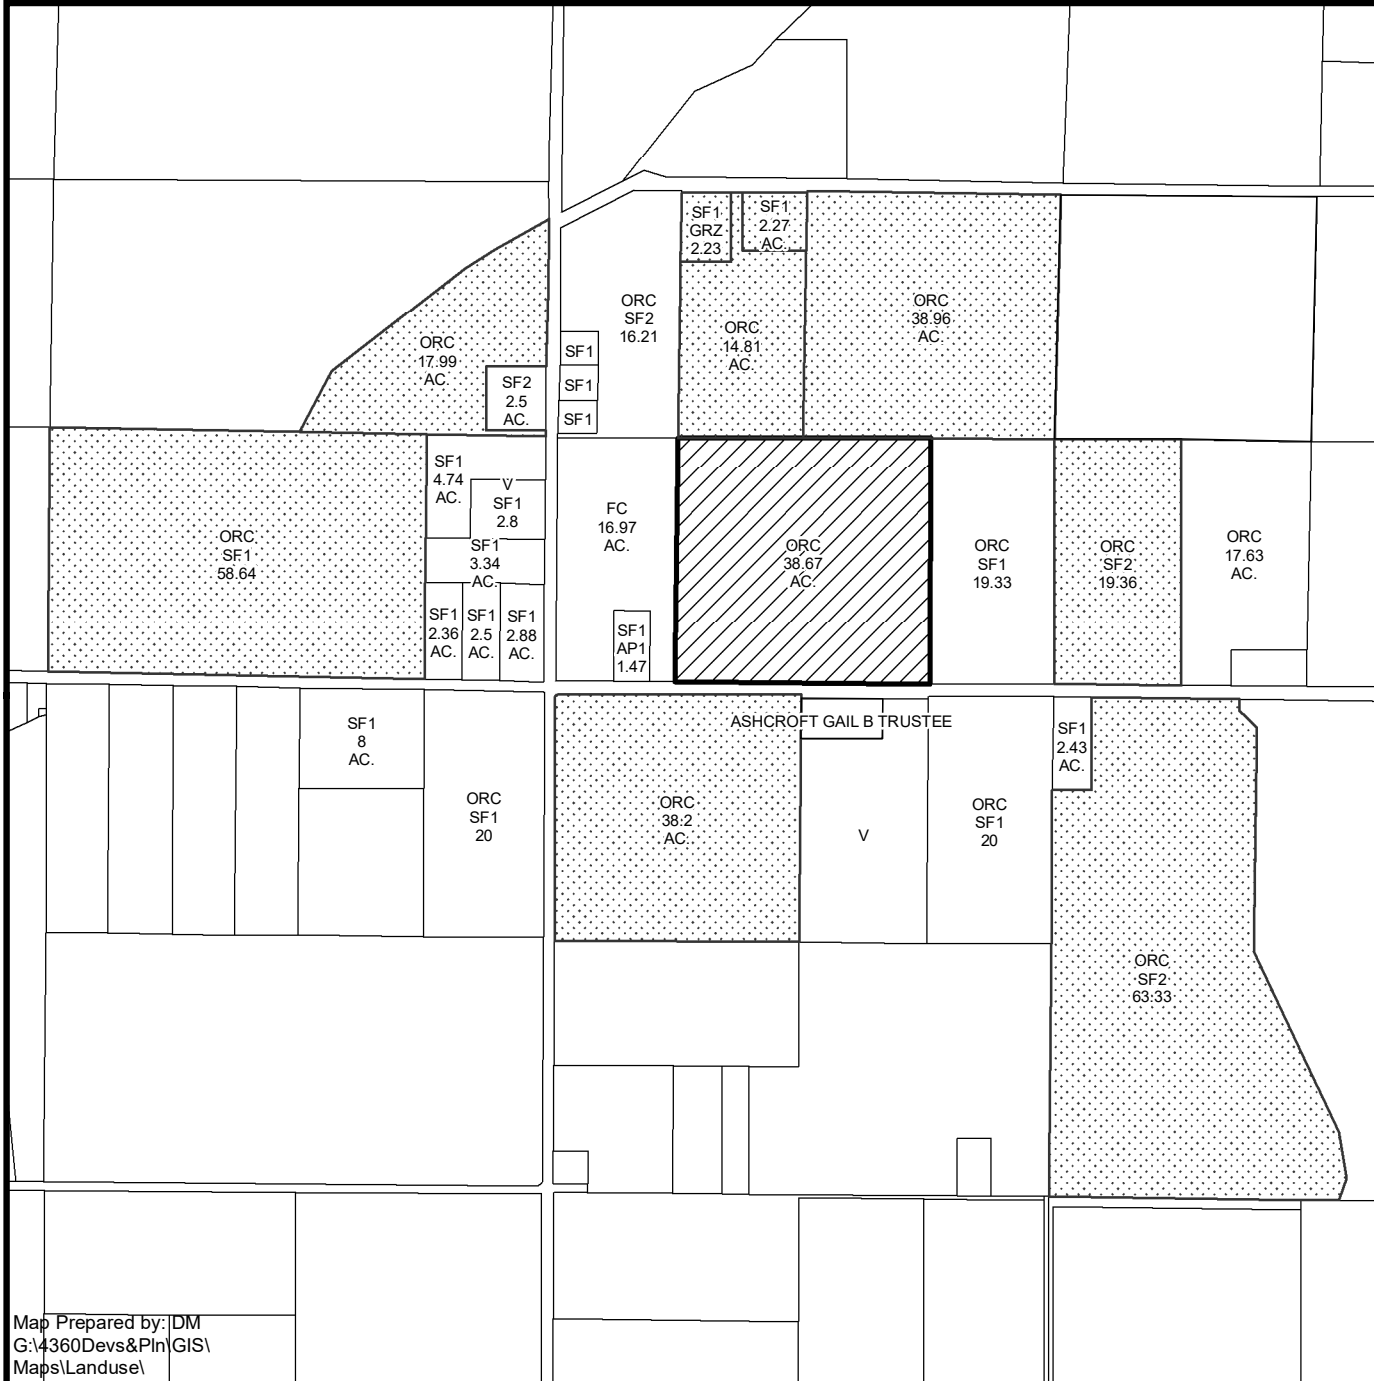 SF1
GRZ
2.23
SF1
2.27
AC.
ORC
SF2
16.21
ORC
14.81
AC.
ORC
38.96
AC.
ORC
17.99
AC.
SF2
2.5
AC.
SF1
SF1
SF1
ORC
SF1
58.64
SF1
4.74
AC.
V
SF1
2.8
SF1
3.34
AC.
SF1
2.36
AC.
SF1
2.5
AC.
SF1
2.88
AC.
FC
16.97
AC.
SF1
AP1
1.47
ORC
38.67
AC.
ORC
SF1
19.33
ORC
SF2
19.36
ORC
17.63
AC.
SF1
8
AC.
ORC
SF1
20
ORC
38.2
AC.
ASHCROFT GAIL B TRUSTEE
V
ORC
SF1
20
SF1
2.43
AC.
ORC
SF2
63.33
Map Prepared by: DM
G:\4360Devs&Pln\GIS\
Maps\Landuse\